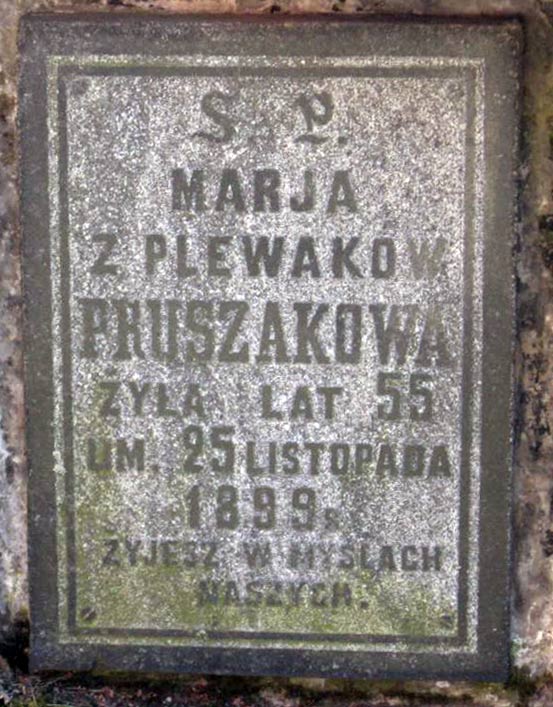 Ś. P.
MARJA
Z PLEWAKÓW
PRUSZAKOWA
ŻYŁA LAT 55
UM. 25 LISTOPADA
1899 R.
ŻYJESZ W MYŚLACH
NASZYCH.